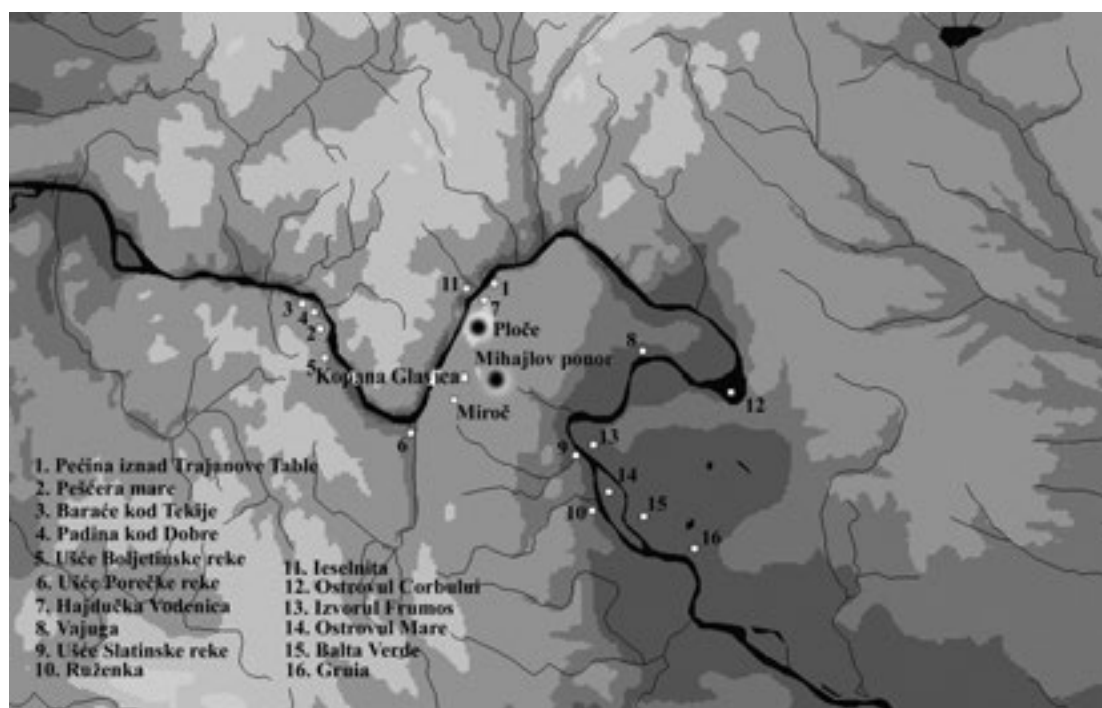 11
1
7
3
4
2
Ploče
8
Mihajlov ponor
5
Kopana Glavica
12
Miroč
6
13
9
14
10
15
16
1. Pećina iznad Trajanove Table
2. Pešćera mare
3. Baraće kod Tekije
4. Padina kod Dobre
5. Ušće Boljetinske reke
6. Ušće Porečke reke
7. Hajdučka Vodenica
8. Vajuga
9. Ušće Slatinske reke
10. Ruženka
11. Ieselnita
12. Ostrovul Corbului
13. Izvorul Frumos
14. Ostrovul Mare
15. Balta Verde
16. Gruia